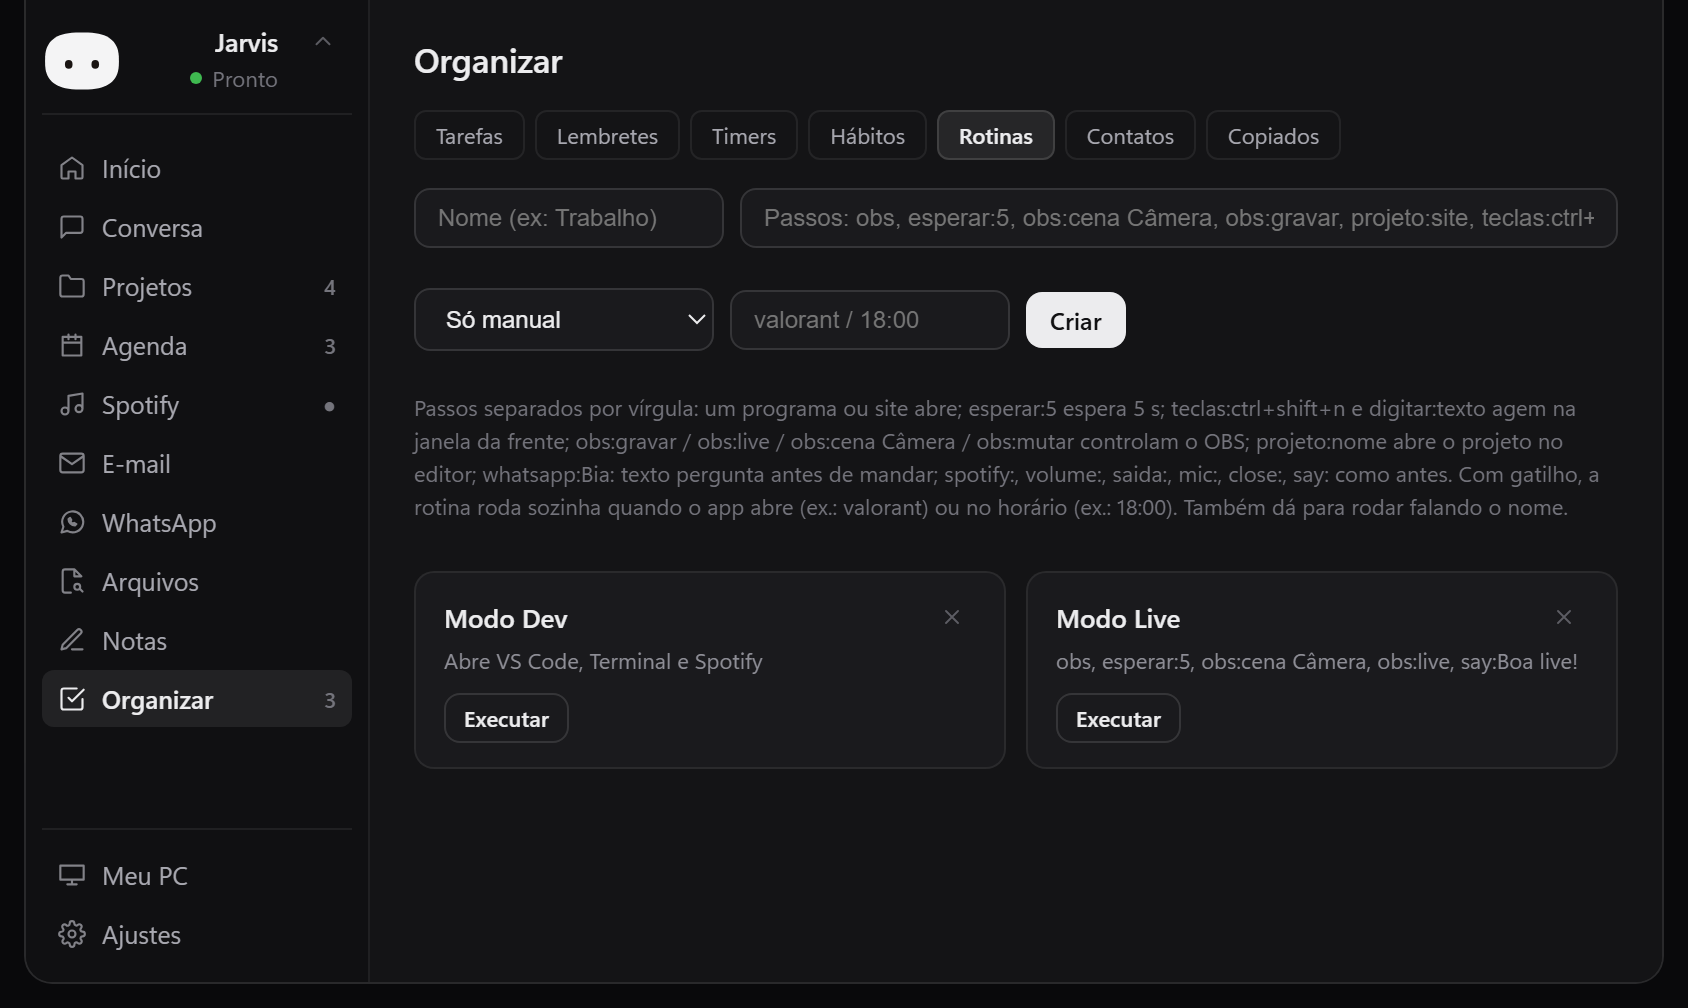 Jarvis
Pronto
Início
Conversa
Projetos 4
Agenda 3
Spotify
E-mail
WhatsApp
Arquivos
Notas
Organizar 3
Meu PC
Ajustes
Organizar
Tarefas Lembretes Timers Hábitos Rotinas Contatos Copiados
Nome (ex: Trabalho) Passos: obs, esperar:5, obs:cena Câmera, obs:gravar, projeto:site, teclas:ctrl+
Só manual valorant / 18:00 Criar
Passos separados por vírgula: um programa ou site abre; esperar:5 espera 5 s; teclas:ctrl+shift+n e digitar:texto agem na
janela da frente; obs:gravar / obs:live / obs:cena Câmera / obs:mutar controlam o OBS; projeto:nome abre o projeto no
editor; whatsapp:Bia: texto pergunta antes de mandar; spotify:, volume:, saida:, mic:, close:, say: como antes. Com gatilho, a
rotina roda sozinha quando o app abre (ex.: valorant) ou no horário (ex.: 18:00). Também dá para rodar falando o nome.
Modo Dev
Abre VS Code, Terminal e Spotify
Executar
Modo Live
obs, esperar:5, obs:cena Câmera, obs:live, say:Boa live!
Executar